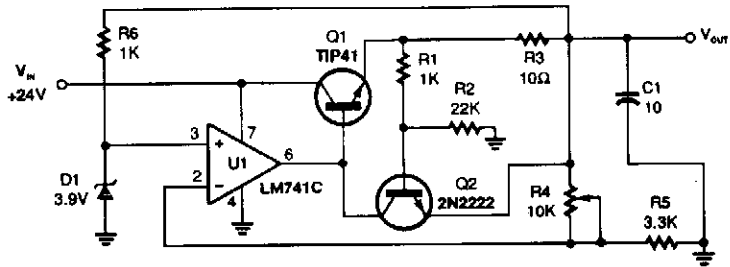 R6
1K
Q1
TIP41
R1
1K
R3
10Ω
VOUT
VIN
+24V
R2
22K
C1
10
3
+
7
U1
6
2
−
4
LM741C
D1
3.9V
Q2
2N2222
R4
10K
R5
3.3K